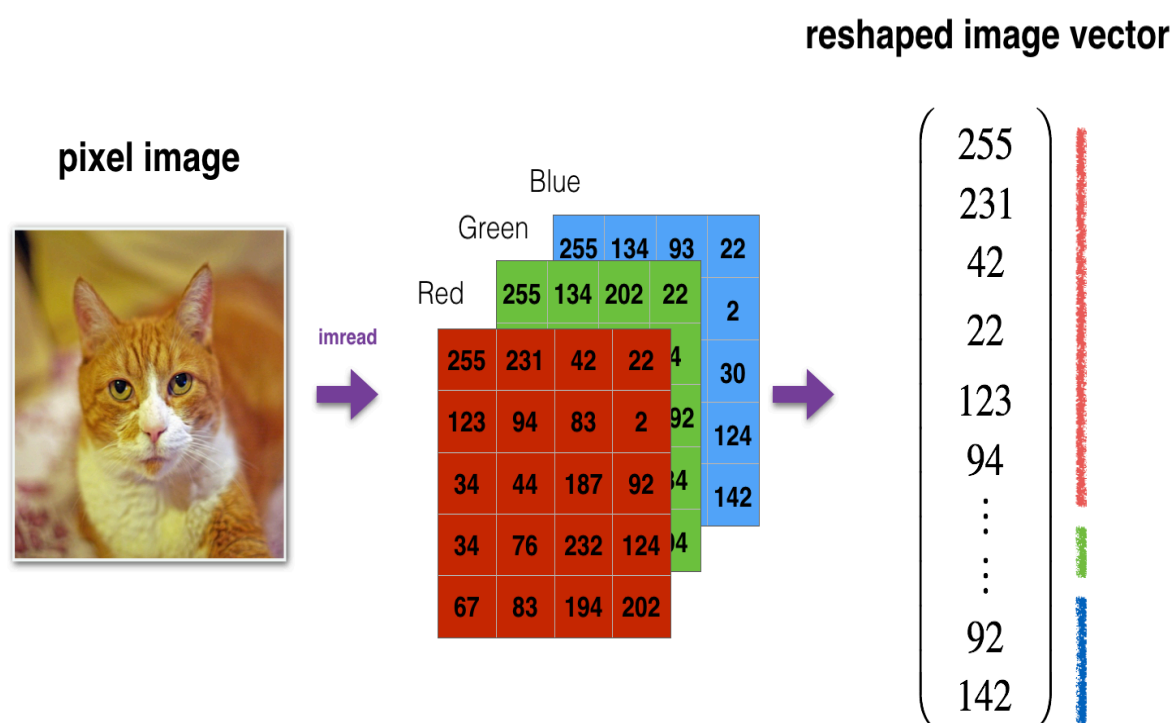 reshaped image vector
pixel image
imread
Blue
255 134 93 22
2
30
124
142
Green
255 134 202 22
Red
255 231 42 22
123 94 83 2
34 44 187 92
34 76 232 124
67 83 194 202
255
231
42
22
123
94
⋮
⋮
92
142